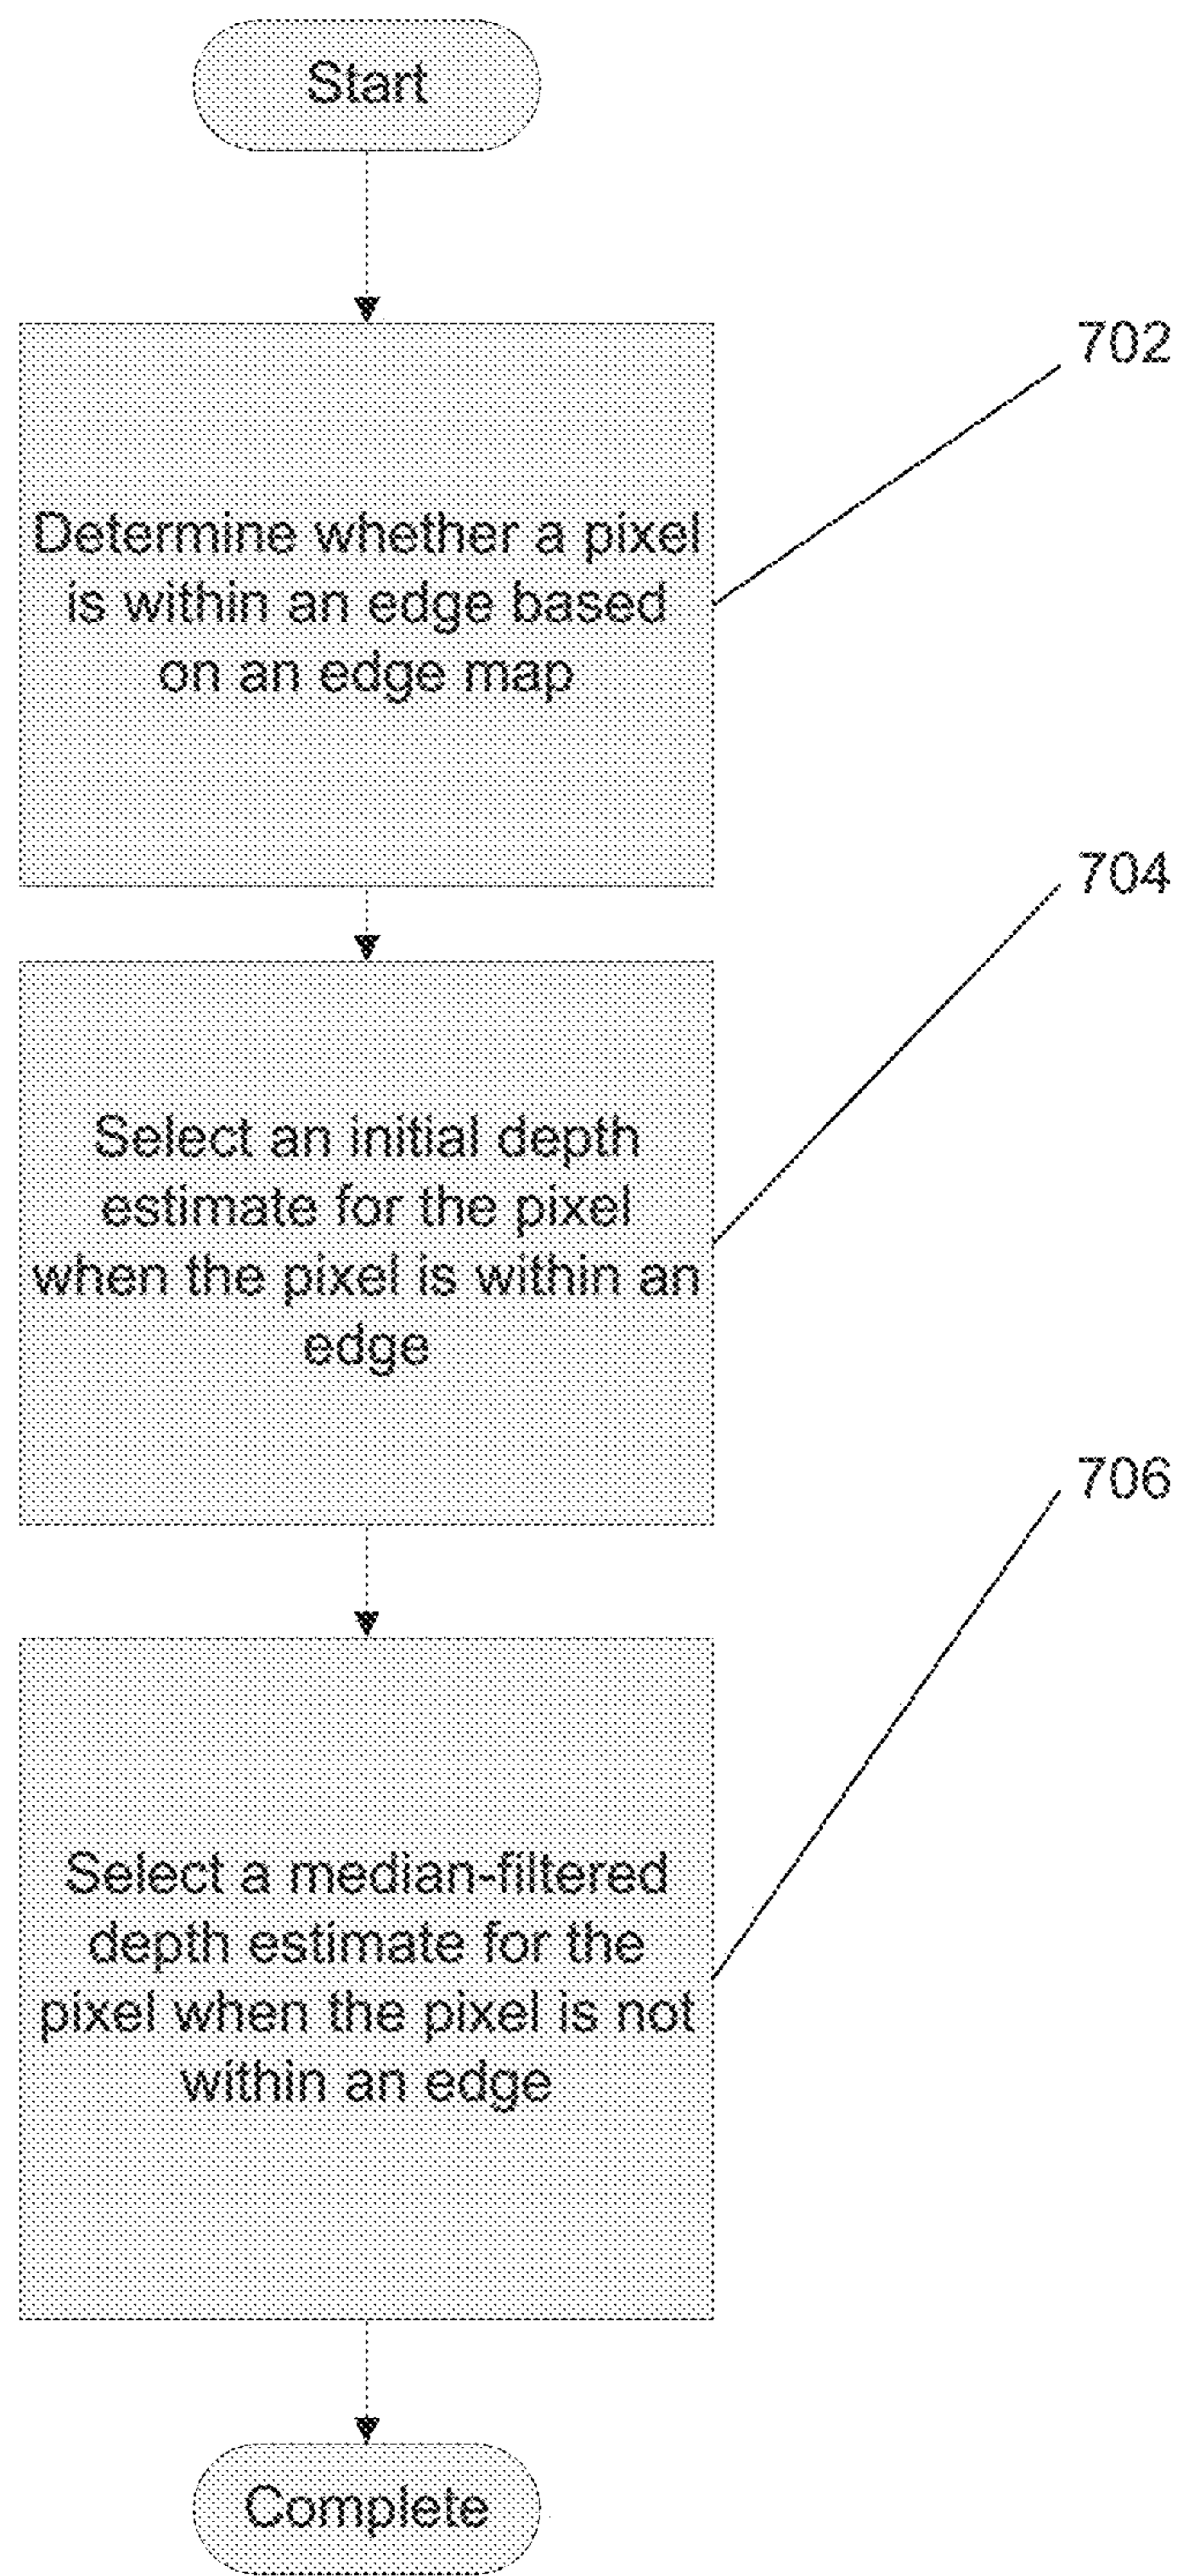 Start
702
Determine whether a pixel
is within an edge based
on an edge map
704
Select an initial depth
estimate for the pixel
when the pixel is within an
edge
706
Select a median-filtered
depth estimate for the
pixel when the pixel is not
within an edge
Complete